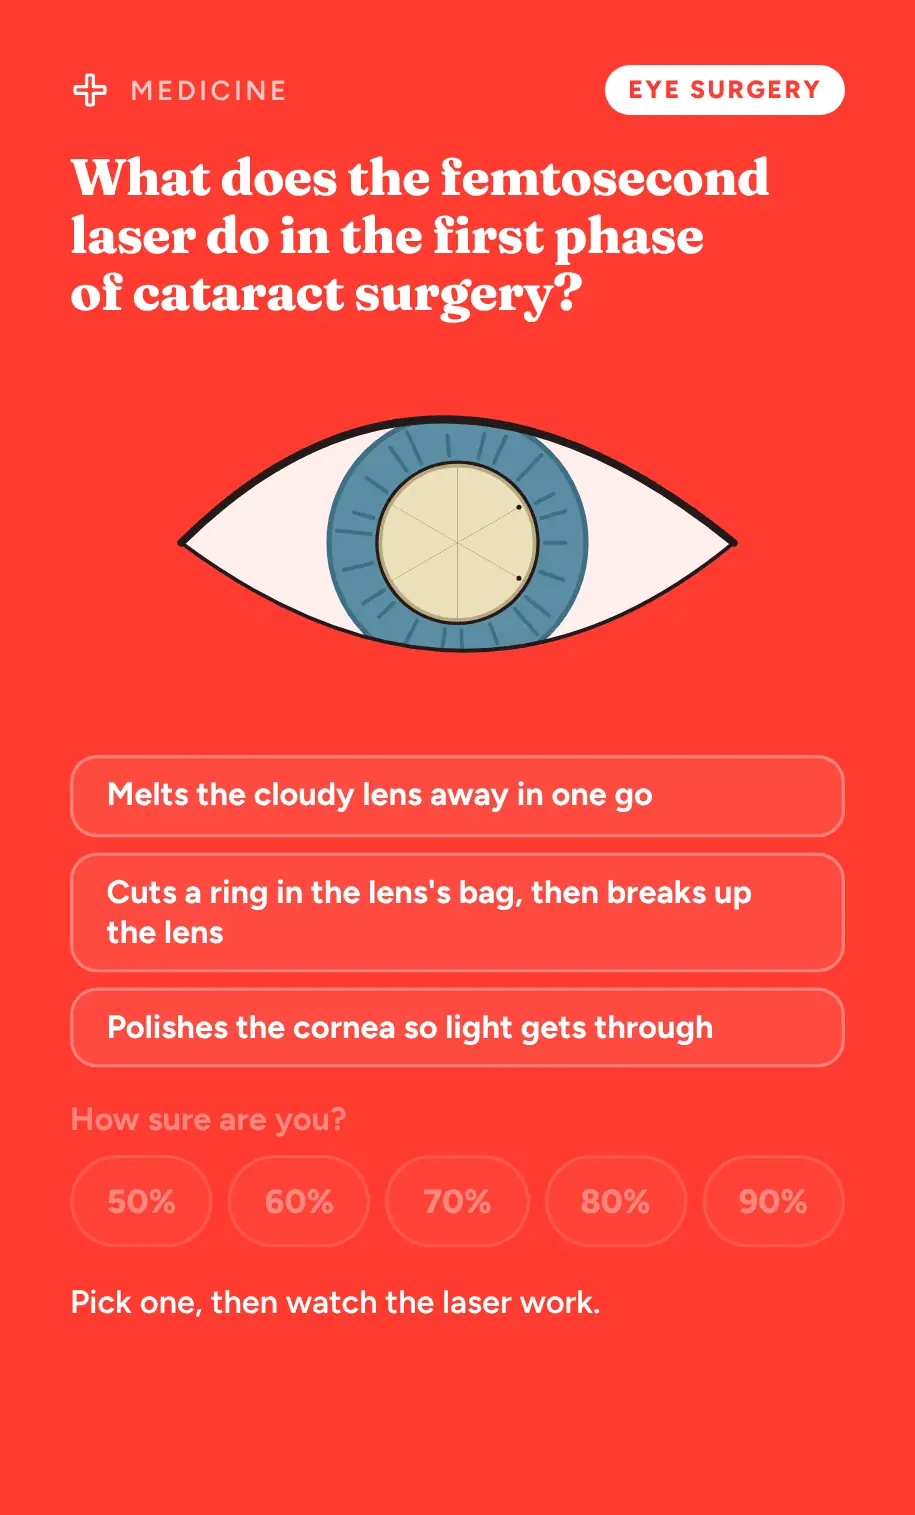 MEDICINE
EYE SURGERY
What does the femtosecond
laser do in the first phase
of cataract surgery?
Melts the cloudy lens away in one go
Cuts a ring in the lens's bag, then breaks up
the lens
Polishes the cornea so light gets through
How sure are you?
50% 60% 70% 80% 90%
Pick one, then watch the laser work.